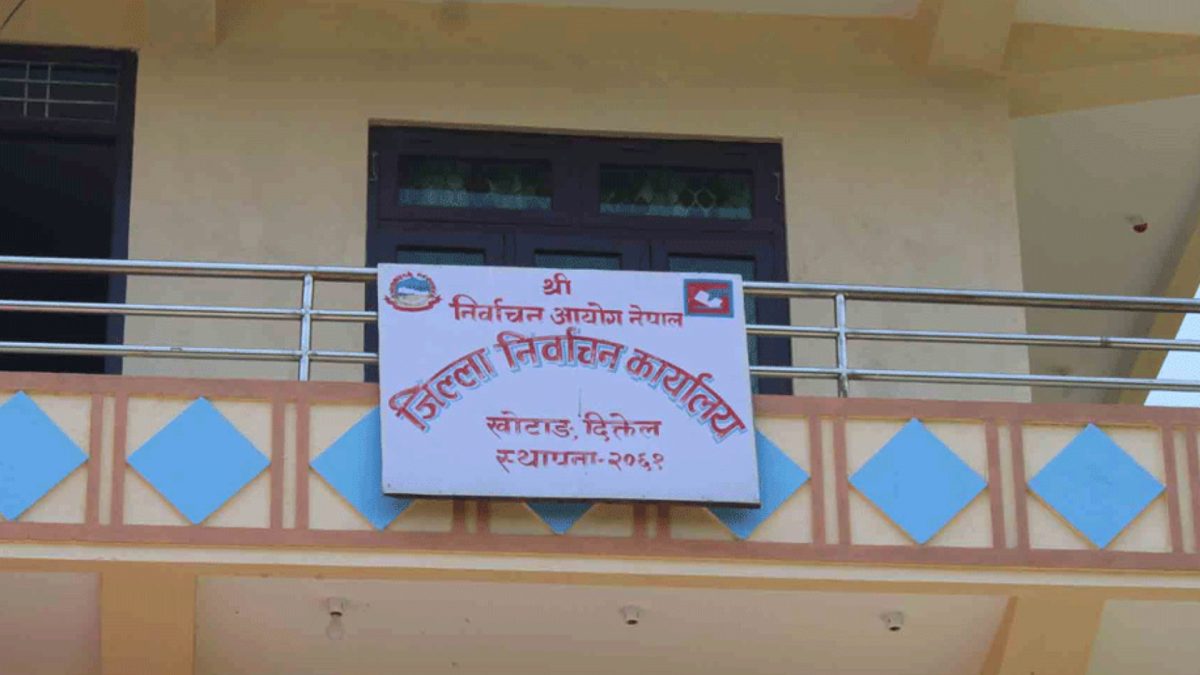 श्री
निर्वाचन आयोग नेपाल
जिल्ला निर्वाचन कार्यालय
खोटाङ, दिक्तेल
स्थापना-२०६१